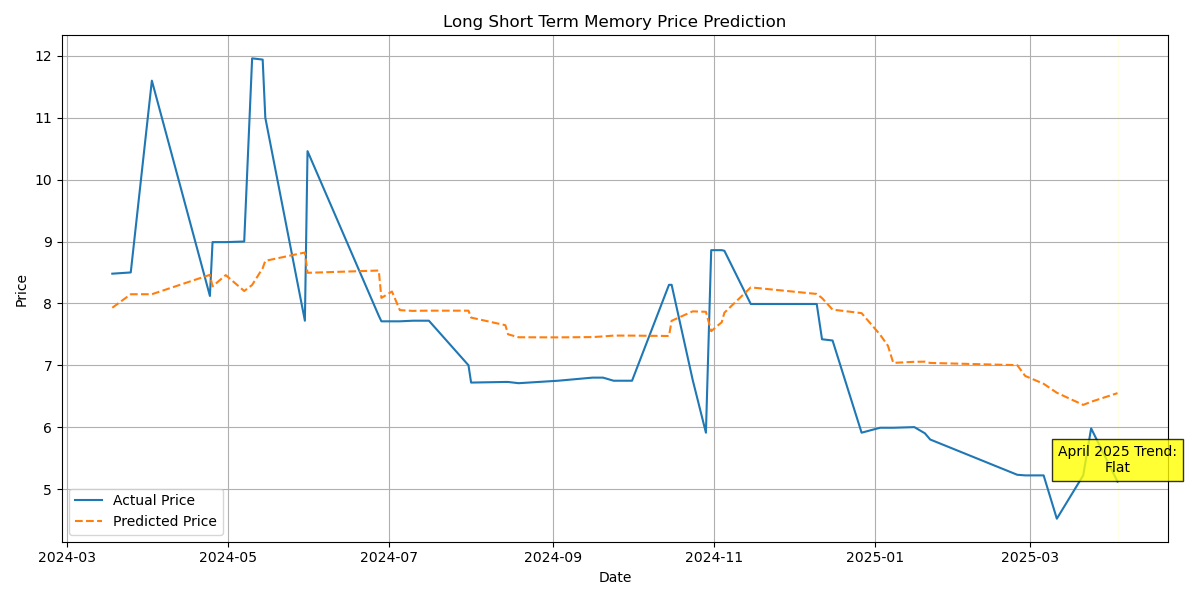 Long Short Term Memory Price Prediction
Price
12
11
10
9
8
7
6
5
April 2025 Trend:
Flat
Actual Price
Predicted Price
2024-03
2024-05
2024-07
2024-09
2024-11
2025-01
2025-03
Date